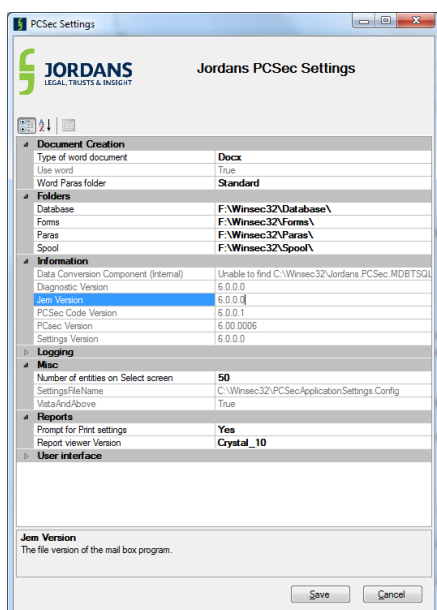 PCSec Settings
JORDANS
LEGAL, TRUSTS & INSIGHT
Jordans PCSec Settings
Document Creation
Type of word document Docx
Use word True
Word Paras folder Standard
Folders
Database F:\Winsec32\Database\
Forms F:\Winsec32\Forms\
Paras F:\Winsec32\Paras\
Spool F:\Winsec32\Spool\
Information
Data Conversion Component (Internal) Unable to find C:\Winsec32\Jordans.PCSec.MDBTSQL
Diagnostic Version 6.0.0.0
Jem Version 6.0.0.0
PCSec Code Version 6.0.0.1
PCsec Version 6.00.0006
Settings Version 6.0.0.0
Logging
Misc
Number of entities on Select screen 50
SettingsFileName C:\Winsec32\PCSecApplicationSettings.Config
VistaAndAbove True
Reports
Prompt for Print settings Yes
Report viewer Version Crystal_10
User interface
Jem Version
The file version of the mail box program.
Save Cancel